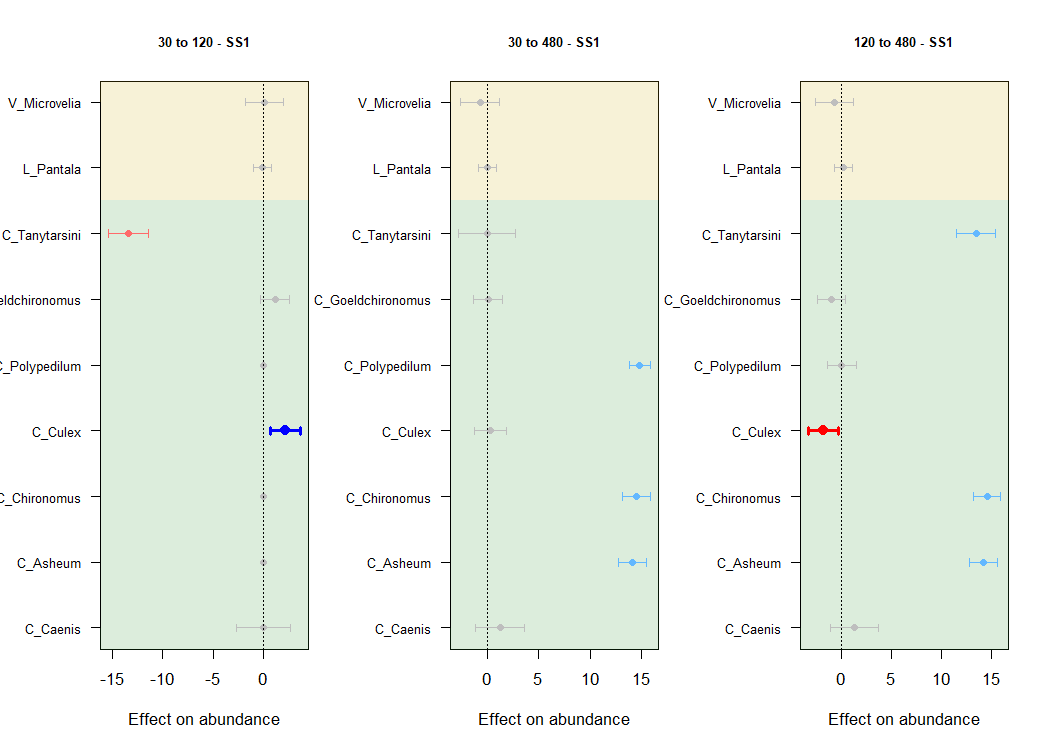 30 to 120 - SS1
V_Microvelia
L_Pantala
C_Tanytarsini
eldchironomus
C_Polypedilum
C_Culex
C_Chironomus
C_Asheum
C_Caenis
-15 -10 -5 0
Effect on abundance
30 to 480 - SS1
V_Microvelia
L_Pantala
C_Tanytarsini
C_Goeldchironomus
C_Polypedilum
C_Culex
C_Chironomus
C_Asheum
C_Caenis
0 5 10 15
Effect on abundance
120 to 480 - SS1
V_Microvelia
L_Pantala
C_Tanytarsini
C_Goeldchironomus
C_Polypedilum
C_Culex
C_Chironomus
C_Asheum
C_Caenis
0 5 10 15
Effect on abundance